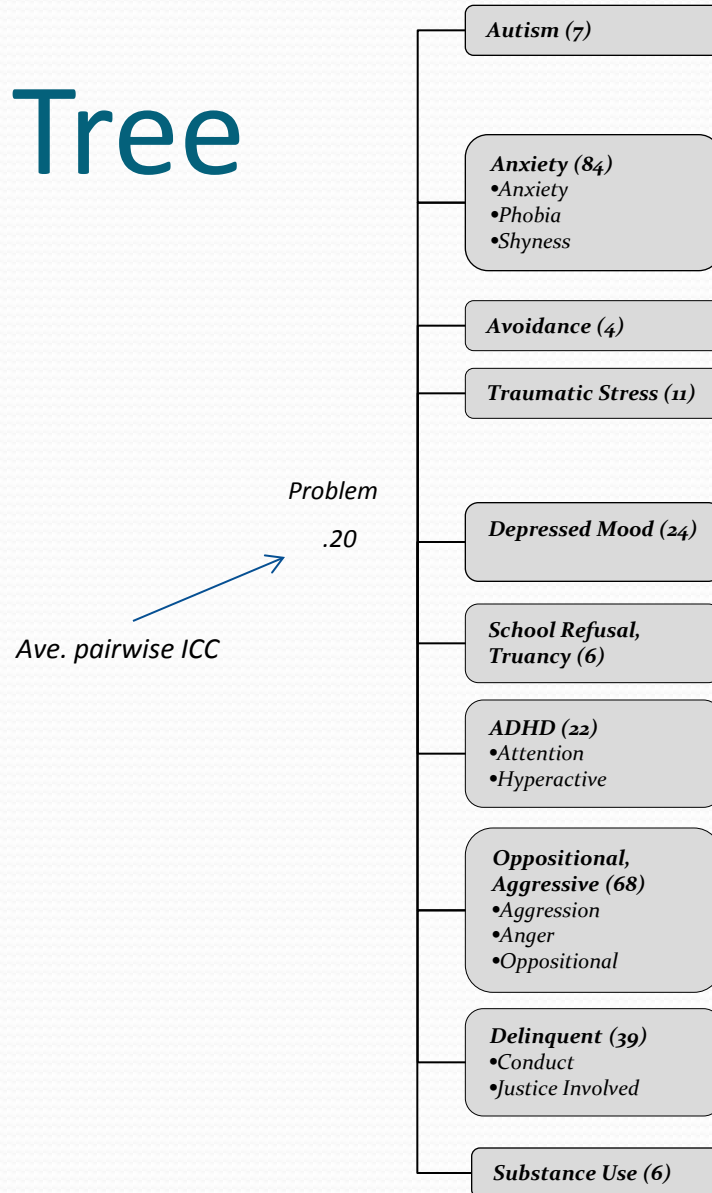 Tree
Problem
.20
Ave. pairwise ICC
Autism (7)
Anxiety (84)
•Anxiety
•Phobia
•Shyness
Avoidance (4)
Traumatic Stress (11)
Depressed Mood (24)
School Refusal,
Truancy (6)
ADHD (22)
•Attention
•Hyperactive
Oppositional,
Aggressive (68)
•Aggression
•Anger
•Oppositional
Delinquent (39)
•Conduct
•Justice Involved
Substance Use (6)